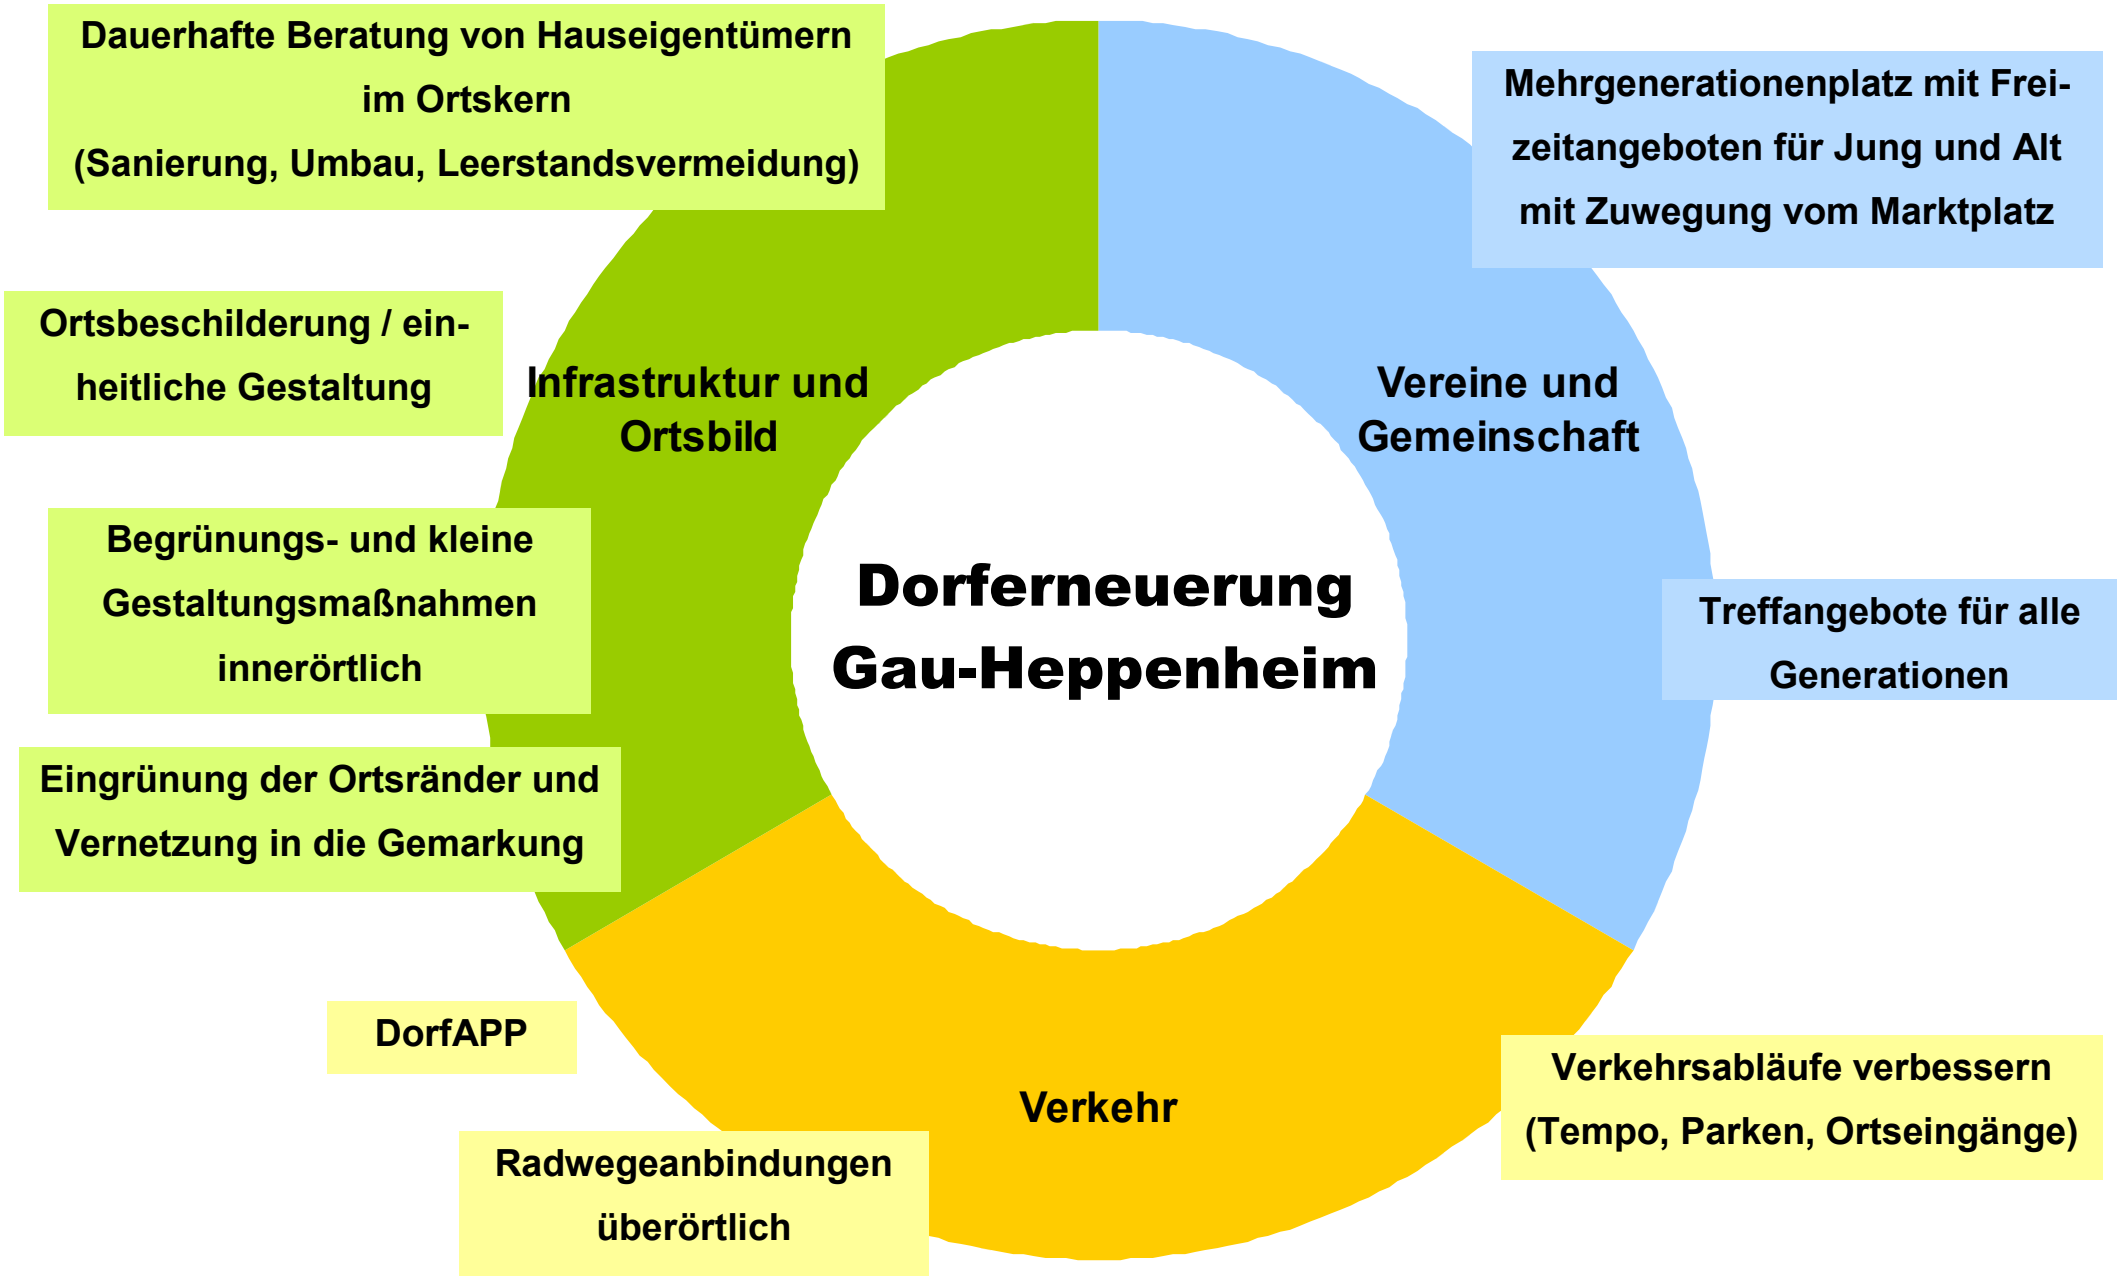 Dauerhafte Beratung von Hauseigentümern
im Ortskern
(Sanierung, Umbau, Leerstandsvermeidung)
Mehrgenerationenplatz mit Frei-
zeitangeboten für Jung und Alt
mit Zuwegung vom Marktplatz
Ortsbeschilderung / ein-
heitliche Gestaltung
Infrastruktur und
Ortsbild
Vereine und
Gemeinschaft
Begrünungs- und kleine
Gestaltungsmaßnahmen
innerörtlich
Dorferneuerung
Gau-Heppenheim
Treffangebote für alle
Generationen
Eingrünung der Ortsränder und
Vernetzung in die Gemarkung
DorfAPP
Verkehr
Verkehrsabläufe verbessern
(Tempo, Parken, Ortseingänge)
Radwegeanbindungen
überörtlich